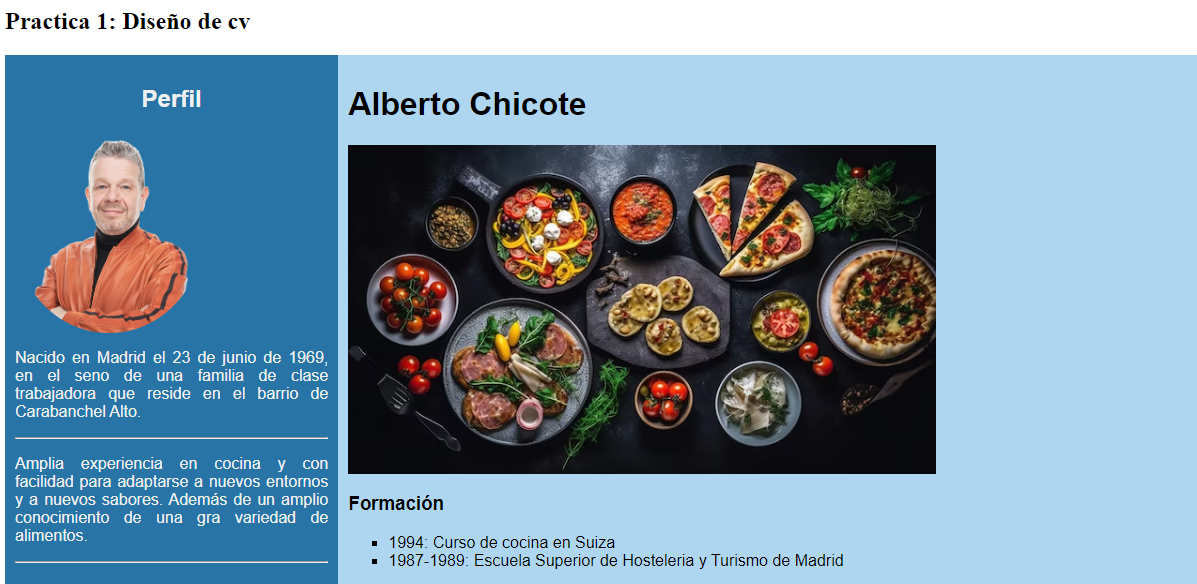 Practica 1: Diseño de cv
Perfil
Nacido en Madrid el 23 de junio de 1969,
en el seno de una familia de clase
trabajadora que reside en el barrio de
Carabanchel Alto.
Amplia experiencia en cocina y con
facilidad para adaptarse a nuevos entornos
y a nuevos sabores. Además de un amplio
conocimiento de una gra variedad de
alimentos.
Alberto Chicote
Formación
1994: Curso de cocina en Suiza
1987-1989: Escuela Superior de Hosteleria y Turismo de Madrid